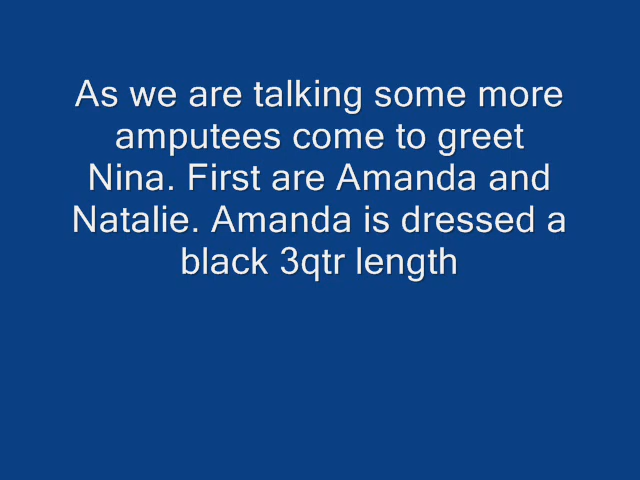 As we are talking some more
amputees come to greet
Nina. First are Amanda and
Natalie. Amanda is dressed a
black 3qtr length